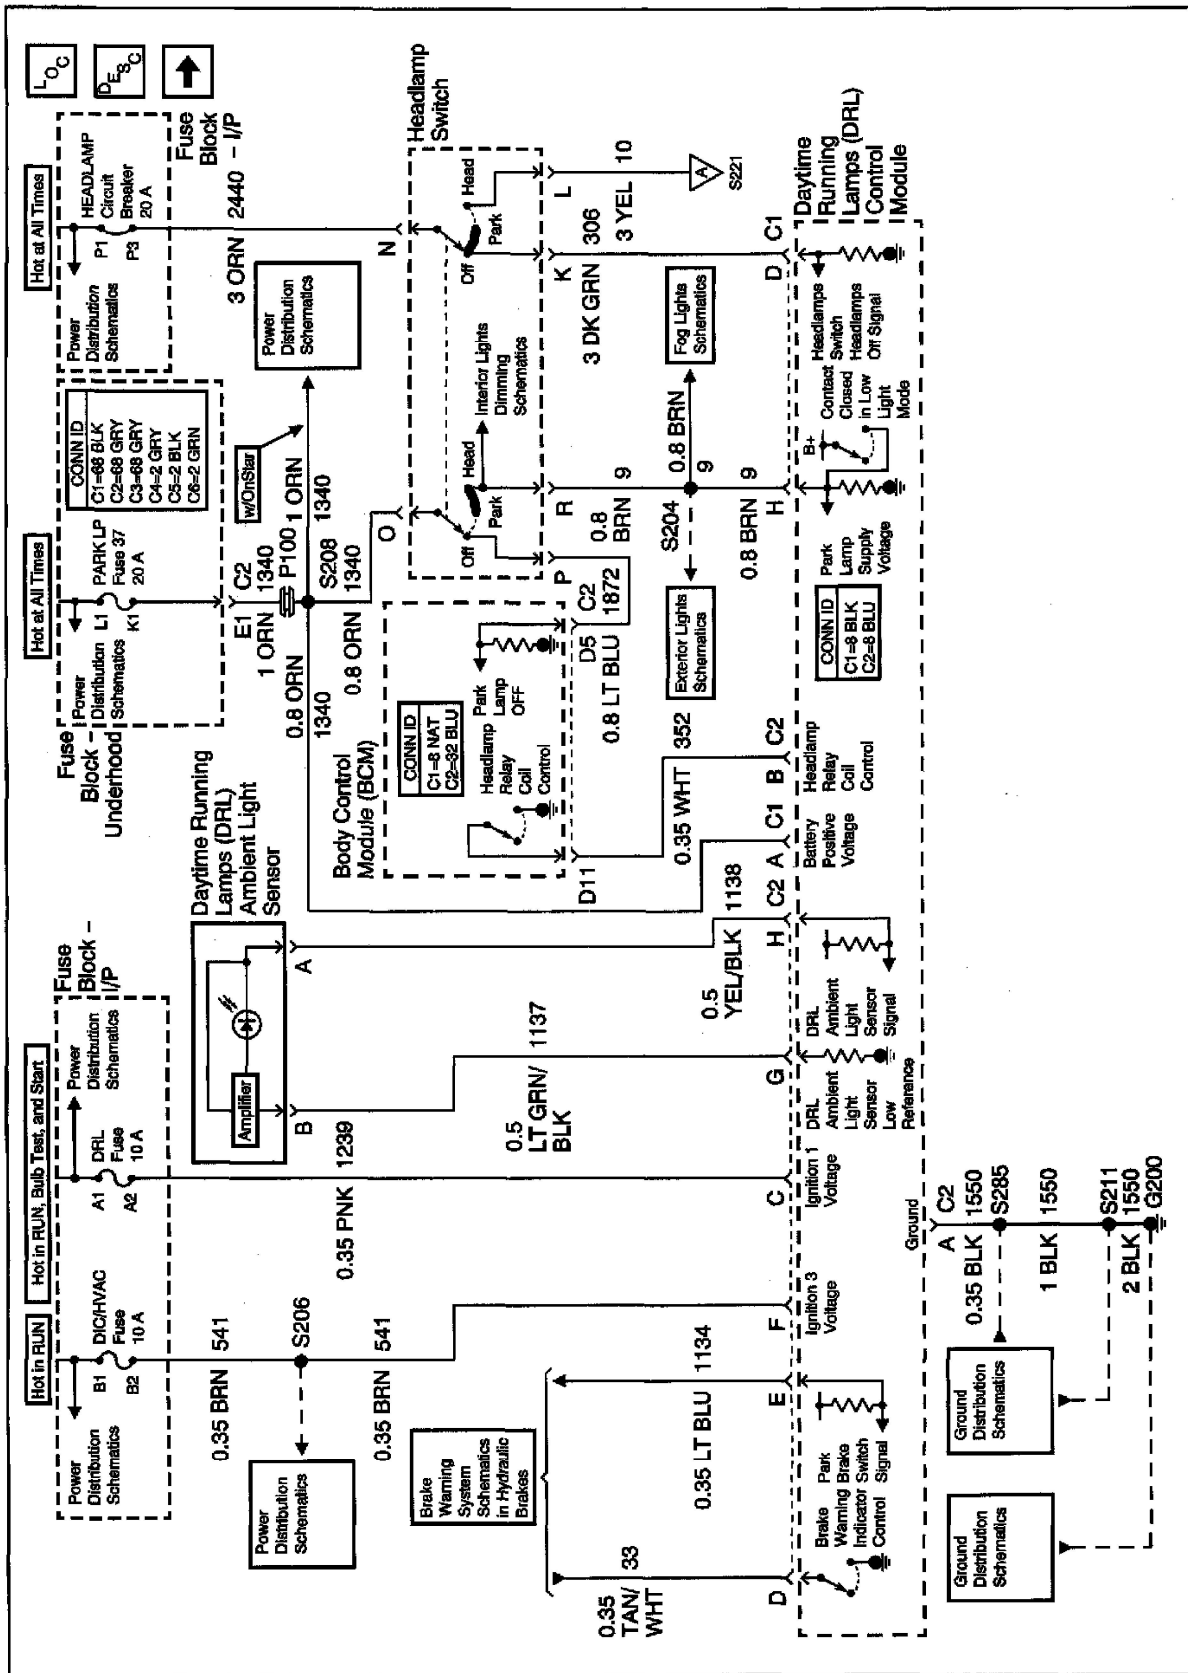 Hot in RUN
Hot in RUN, Bulb Test, and Start
Hot at All Times
Hot at All Times
LOC
DESC
Power
Distribution
Schematics
B1
B2
DIC/HVAC
Fuse
10 A
A1
A2
DRL
Fuse
10 A
Power
Distribution
Schematics
Fuse
Block –
I/P
Fuse
Block –
Underhood
Power
Distribution
Schematics
L1
K1
PARK LP
Fuse 37
20 A
CONN ID
C1=68 BLK
C2=68 GRY
C3=68 GRY
C4=2 GRY
C5=2 BLK
C6=2 GRN
Power
Distribution
Schematics
P1
P3
HEADLAMP
Circuit
Breaker
20 A
Fuse
Block
– I/P
0.35 BRN 541
S206
0.35 BRN 541
Power
Distribution
Schematics
0.35 PNK 1239
Daytime Running
Lamps (DRL)
Ambient Light
Sensor
Amplifier
B
A
E1 C2
1 ORN 1340
P100
S208
0.8 ORN
1340
0.8 ORN 1340
1 ORN
1340
w/OnStar
Power
Distribution
Schematics
3 ORN 2440
Body Control
Module (BCM)
CONN ID
C1=8 NAT
C2=32 BLU
Headlamp
Relay
Coil
Control
Park
Lamp
OFF
D11
D5 C2
0.8 LT BLU 1872
Headlamp
Switch
O
N
Off
Park
Head
Interior Lights
Dimming
Schematics
Off
Park
Head
P
R
K
L
0.8
BRN
9
3 DK GRN 306
3 YEL 10
A
S221
S204
0.8 BRN
9
Fog Lights
Schematics
Exterior Lights
Schematics
0.8 BRN 9
Brake
Warning
System
Schematics
in Hydraulic
Brakes
0.35
TAN/
WHT
33
0.35 LT BLU 1134
0.5
LT GRN/
BLK
1137
0.5
YEL/BLK 1138
0.35 WHT 352
D
E
F
C
G
H C2
A C1
B C2
H
D C1
Daytime
Running
Lamps (DRL)
Control
Module
Brake
Warning
Indicator
Control
Park
Brake
Switch
Signal
Ignition 3
Voltage
Ignition 1
Voltage
DRL
Ambient
Light
Sensor
Low
Reference
DRL
Ambient
Light
Sensor
Signal
Battery
Positive
Voltage
Headlamp
Relay
Coil
Control
CONN ID
C1=8 BLK
C2=8 BLU
Park
Lamp
Supply
Voltage
B+
Contact
Closed
in Low
Light
Mode
Headlamps
Switch
Headlamps
Off Signal
Ground
A C2
0.35 BLK 1550
S285
1 BLK 1550
S211
2 BLK 1550
G200
Ground
Distribution
Schematics
Ground
Distribution
Schematics